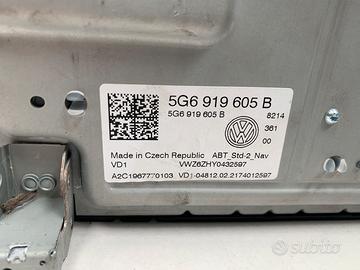 5G6 919 605 B
5G6 919 605 B
8214
361
00
Made in Czech Republic ABT_Std-2_Nav
VD1 VWZ6ZHY0432597
A2C1967770103 VD1-04812.02.2174012597
subito